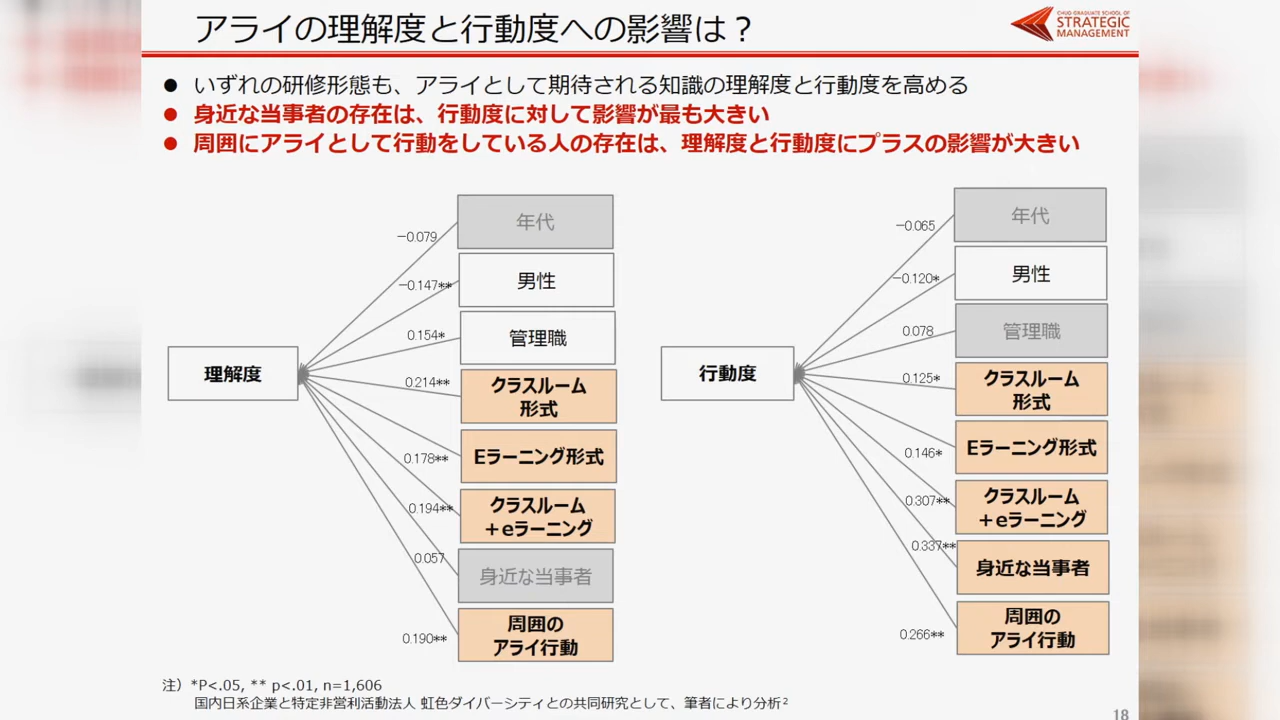 アライの理解度と行動度への影響は？
CHUO GRADUATE SCHOOL OF
STRATEGIC
MANAGEMENT
● いずれの研修形態も、アライとして期待される知識の理解度と行動度を高める
● 身近な当事者の存在は、行動度に対して影響が最も大きい
● 周囲にアライとして行動をしている人の存在は、理解度と行動度にプラスの影響が大きい
理解度
−0.079
年代
−0.147**
男性
0.154*
管理職
0.214**
クラスルーム
形式
0.178**
Eラーニング形式
0.194**
クラスルーム
＋eラーニング
0.057
身近な当事者
0.190**
周囲の
アライ行動
行動度
−0.065
年代
−0.120*
男性
0.078
管理職
0.125*
クラスルーム
形式
0.146*
Eラーニング形式
0.307**
クラスルーム
＋eラーニング
0.337**
身近な当事者
0.266**
周囲の
アライ行動
注）*P<.05, ** p<.01, n=1,606
国内日系企業と特定非営利活動法人 虹色ダイバーシティとの共同研究として、筆者により分析²
18